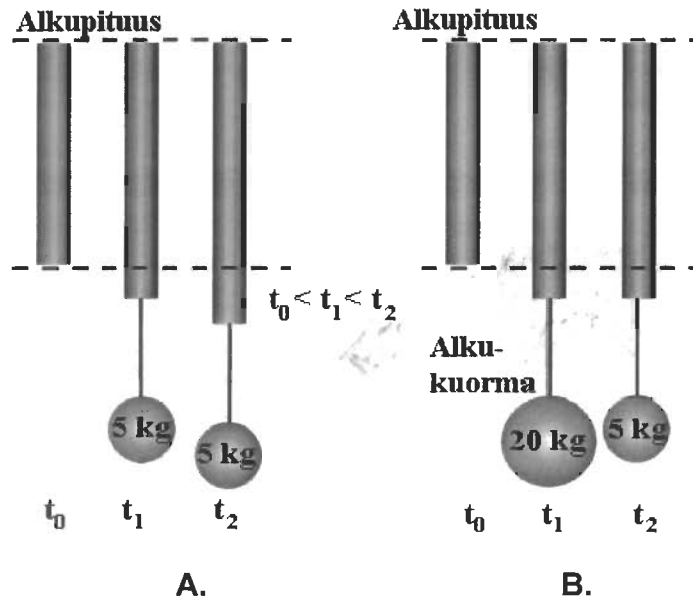 Alkupituus
t₀ < t₁ < t₂
5 kg
5 kg
t₀ t₁ t₂
A.
Alkupituus
Alku-
kuorma
20 kg
5 kg
t₀ t₁ t₂
B.